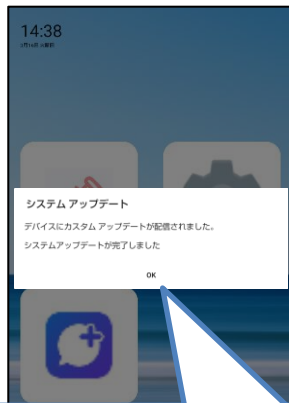 14:38
システム アップデート
デバイスにカスタム アップデートが配信されました。
システムアップデートが完了しました
OK